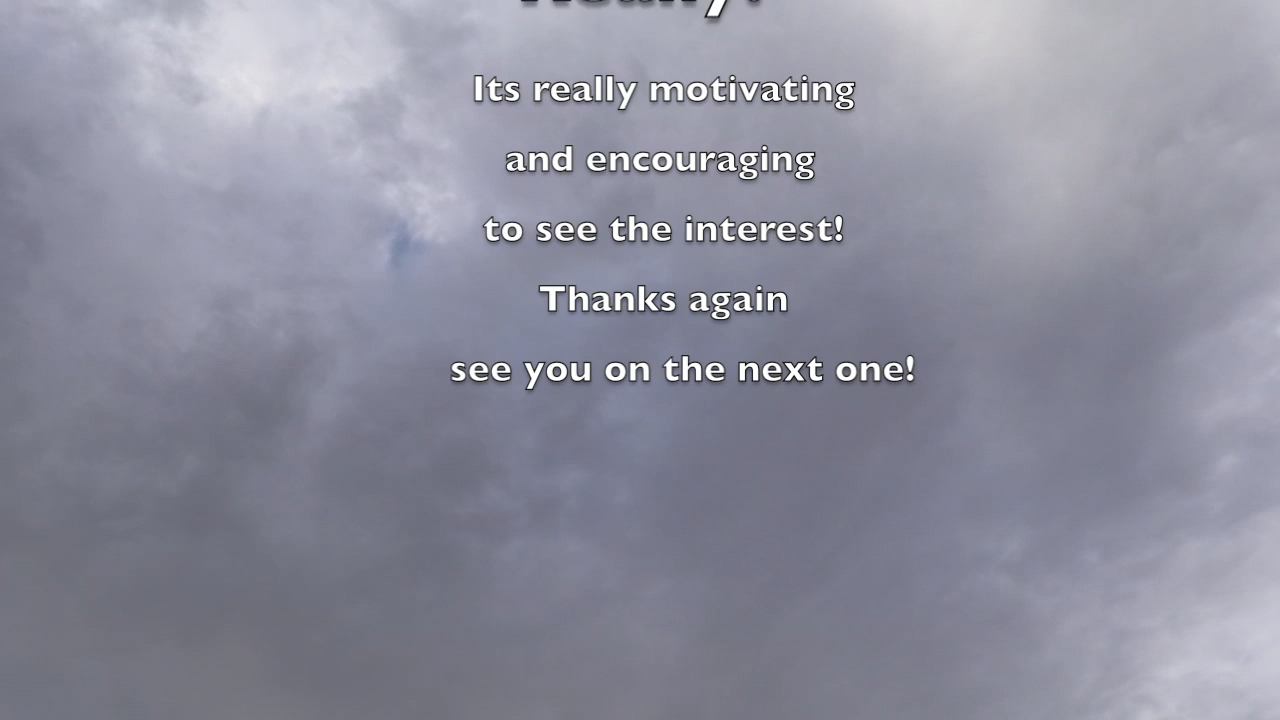 Its really motivating
and encouraging
to see the interest!
Thanks again
see you on the next one!